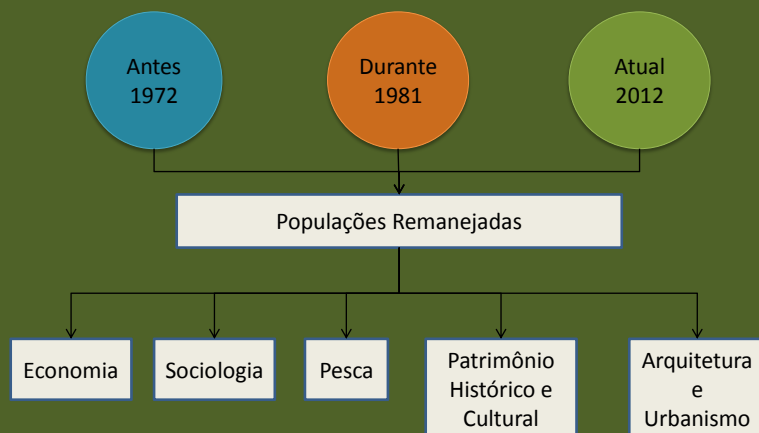 Antes
1972
Durante
1981
Atual
2012
Populações Remanejadas
Economia
Sociologia
Pesca
Patrimônio
Histórico e
Cultural
Arquitetura
e
Urbanismo